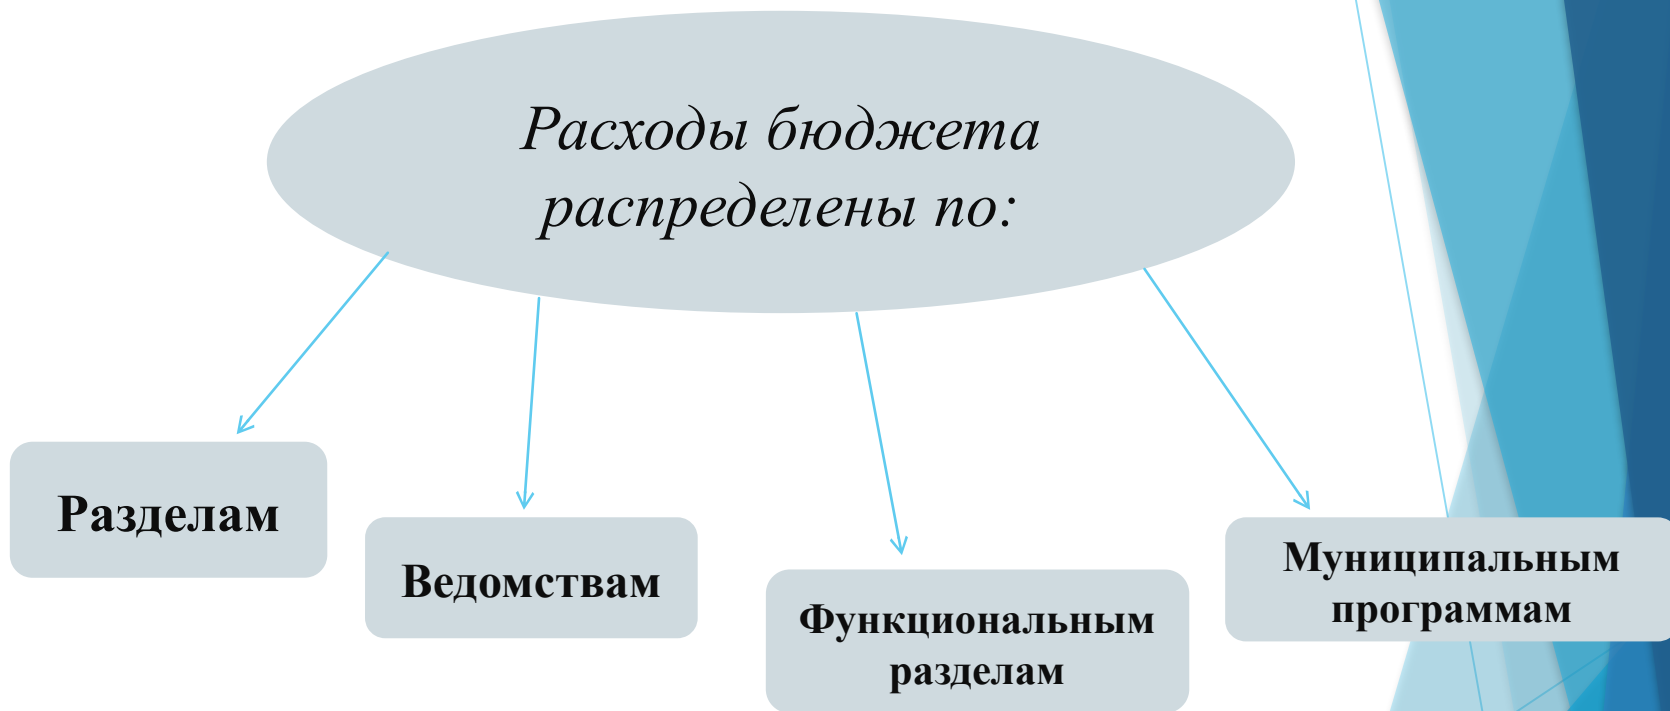 Расходы бюджета
распределены по:
Разделам
Ведомствам
Функциональным
разделам
Муниципальным
программам